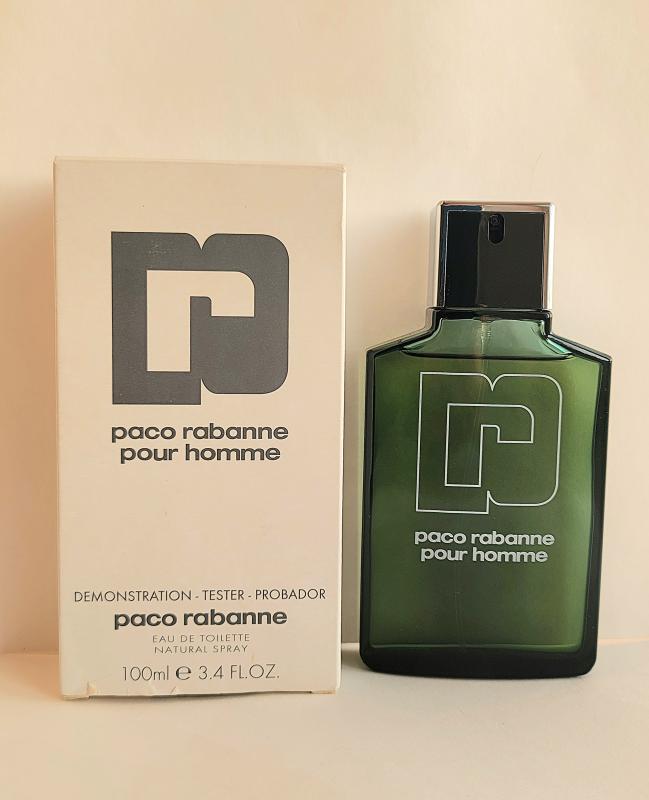 paco rabanne
pour homme
DEMONSTRATION - TESTER - PROBADOR
paco rabanne
EAU DE TOILETTE
NATURAL SPRAY
100ml e 3.4 FL.OZ.
paco rabanne
pour homme